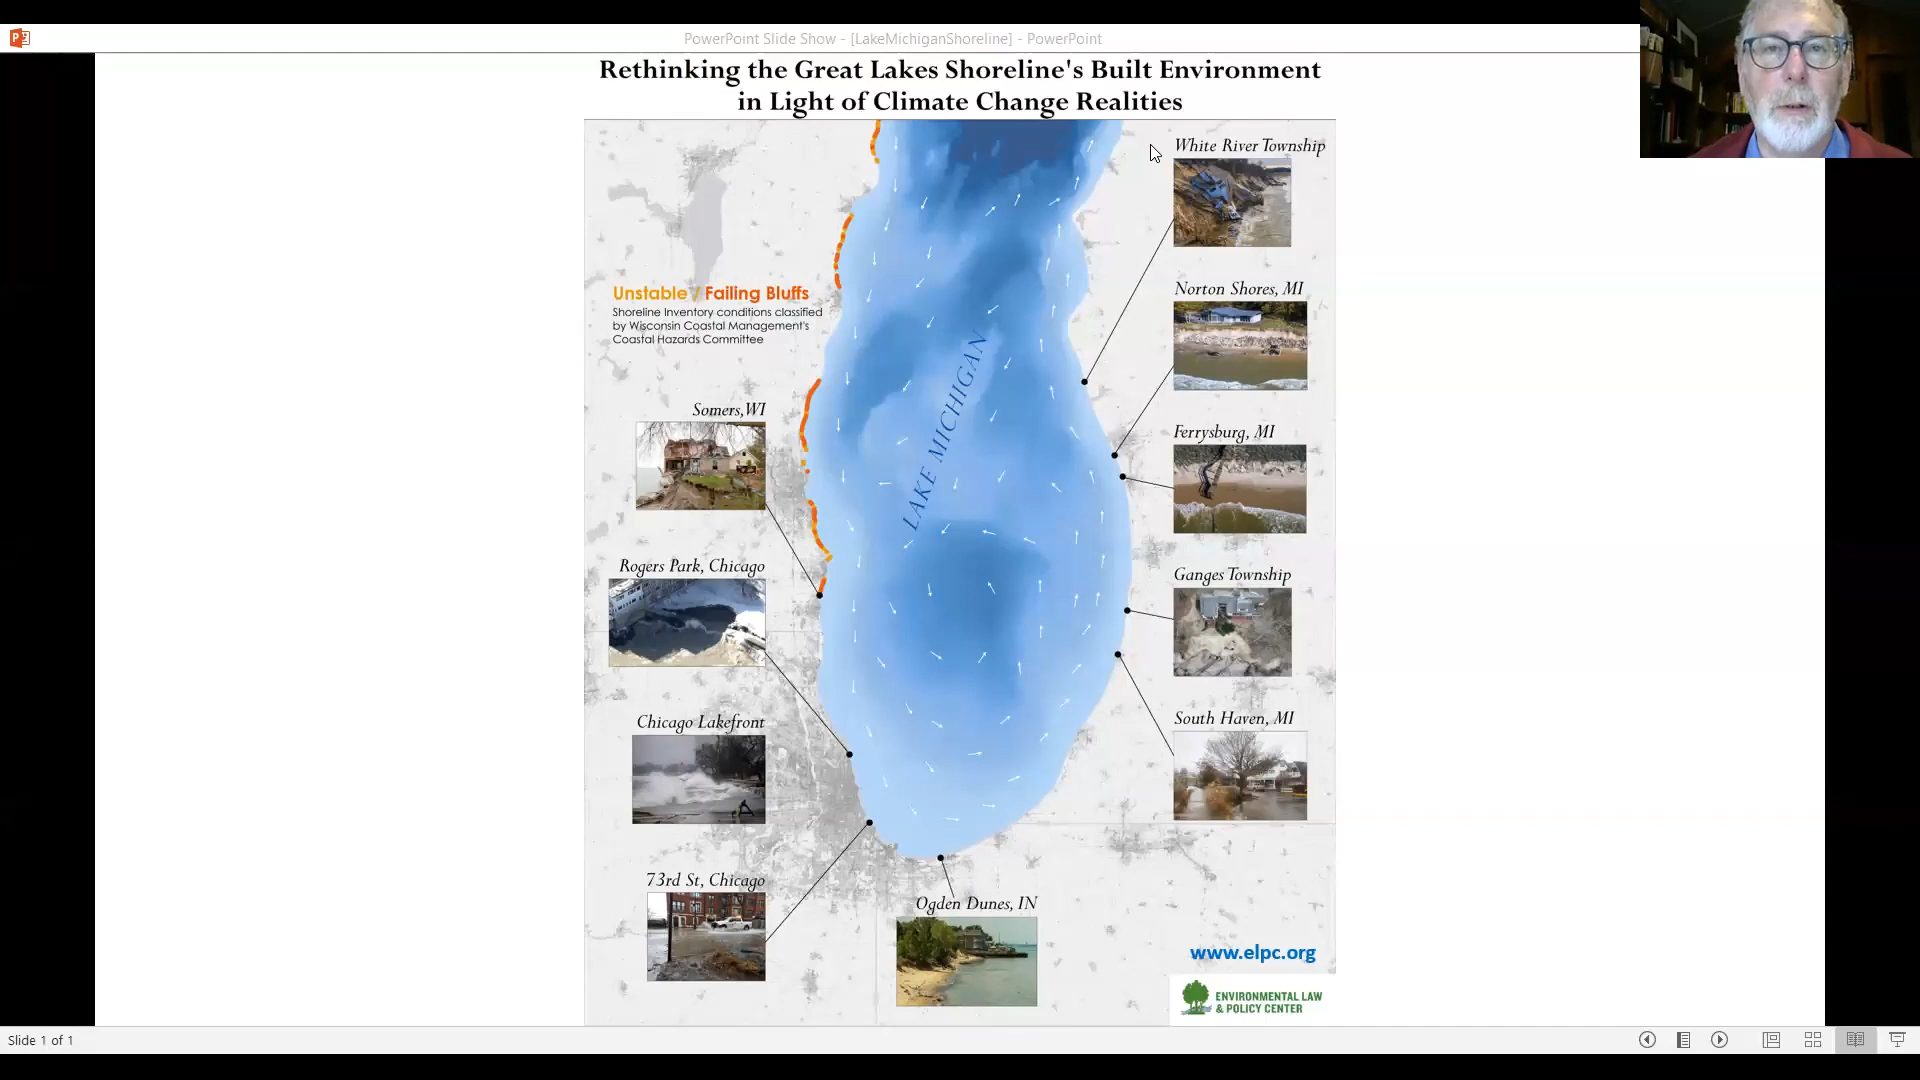 PowerPoint Slide Show - [LakeMichiganShoreline] - PowerPoint
Rethinking the Great Lakes Shoreline's Built Environment
in Light of Climate Change Realities
White River Township
Norton Shores, MI
Unstable / Failing Bluffs
Shoreline Inventory conditions classified
by Wisconsin Coastal Management's
Coastal Hazards Committee
LAKE MICHIGAN
Somers,WI
Ferrysburg, MI
Rogers Park, Chicago
Ganges Township
Chicago Lakefront
South Haven, MI
73rd St, Chicago
Ogden Dunes, IN
www.elpc.org
ENVIRONMENTAL LAW
& POLICY CENTER
Slide 1 of 1